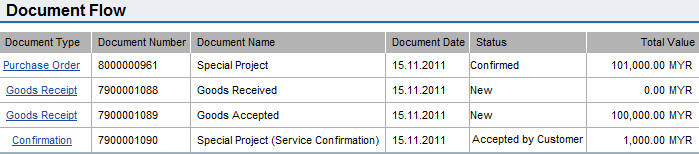 Document Flow
Document Type Document Number Document Name Document Date Status Total Value
Purchase Order 8000000961 Special Project 15.11.2011 Confirmed 101,000.00 MYR
Goods Receipt 7900001088 Goods Received 15.11.2011 New 0.00 MYR
Goods Receipt 7900001089 Goods Accepted 15.11.2011 New 100,000.00 MYR
Confirmation 7900001090 Special Project (Service Confirmation) 15.11.2011 Accepted by Customer 1,000.00 MYR